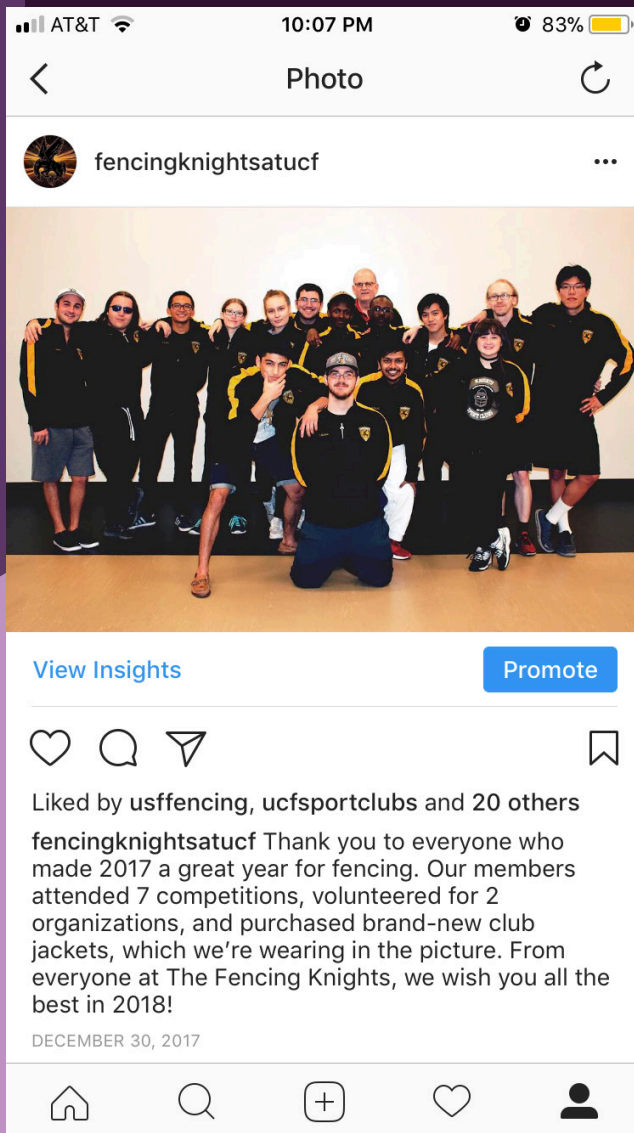 AT&T 10:07 PM 83%
Photo
fencingknightsatucf
View Insights Promote
Liked by usffencing, ucfsportclubs and 20 others
fencingknightsatucf Thank you to everyone who
made 2017 a great year for fencing. Our members
attended 7 competitions, volunteered for 2
organizations, and purchased brand-new club
jackets, which we’re wearing in the picture. From
everyone at The Fencing Knights, we wish you all the
best in 2018!
DECEMBER 30, 2017